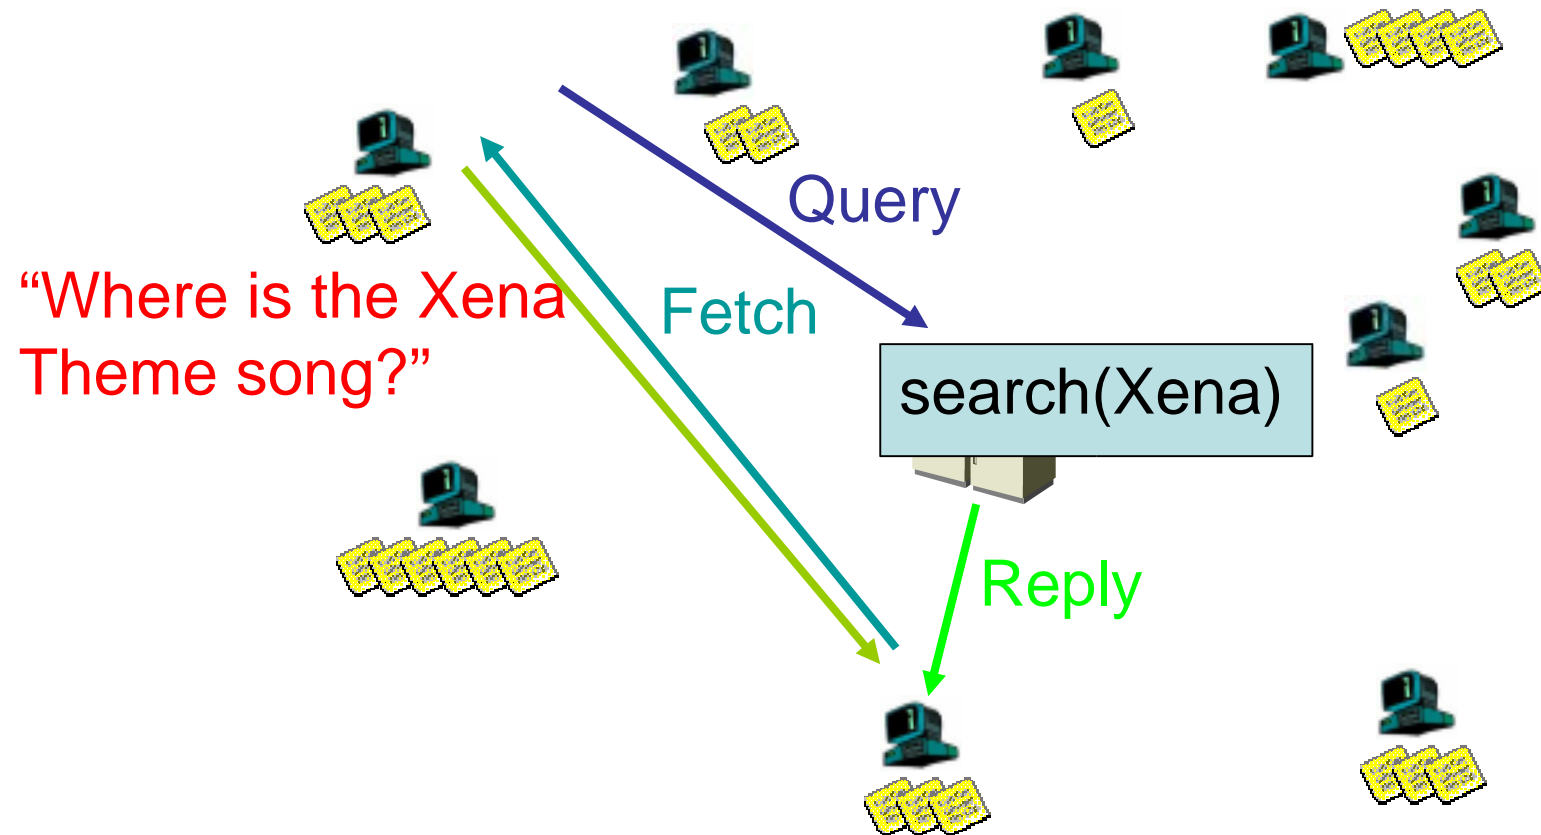 Query
“Where is the Xena
Theme song?”
Fetch
search(Xena)
Reply